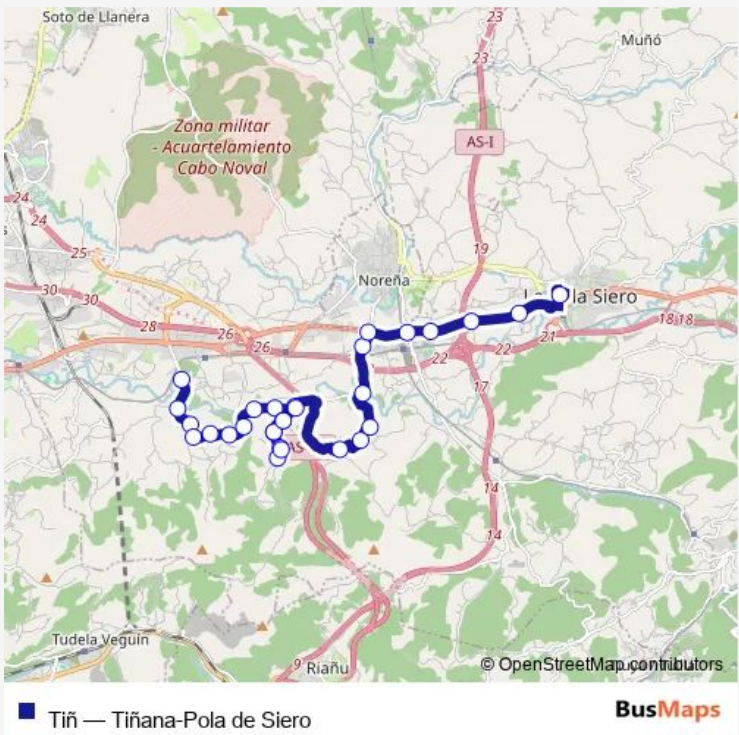 23
Soto de Llanera
Muñó
23
Zona militar
- Acuartelamiento
Cabo Noval
AS-I
24
24
25
19
Noreña
30
30
La Pola Siero
28
26
26
18 18
21
22
22
17
AS
14
14
Tudela Veguín
9
Riañu
© OpenStreetMap contributors
Tiñ — Tiñana-Pola de Siero
BusMaps